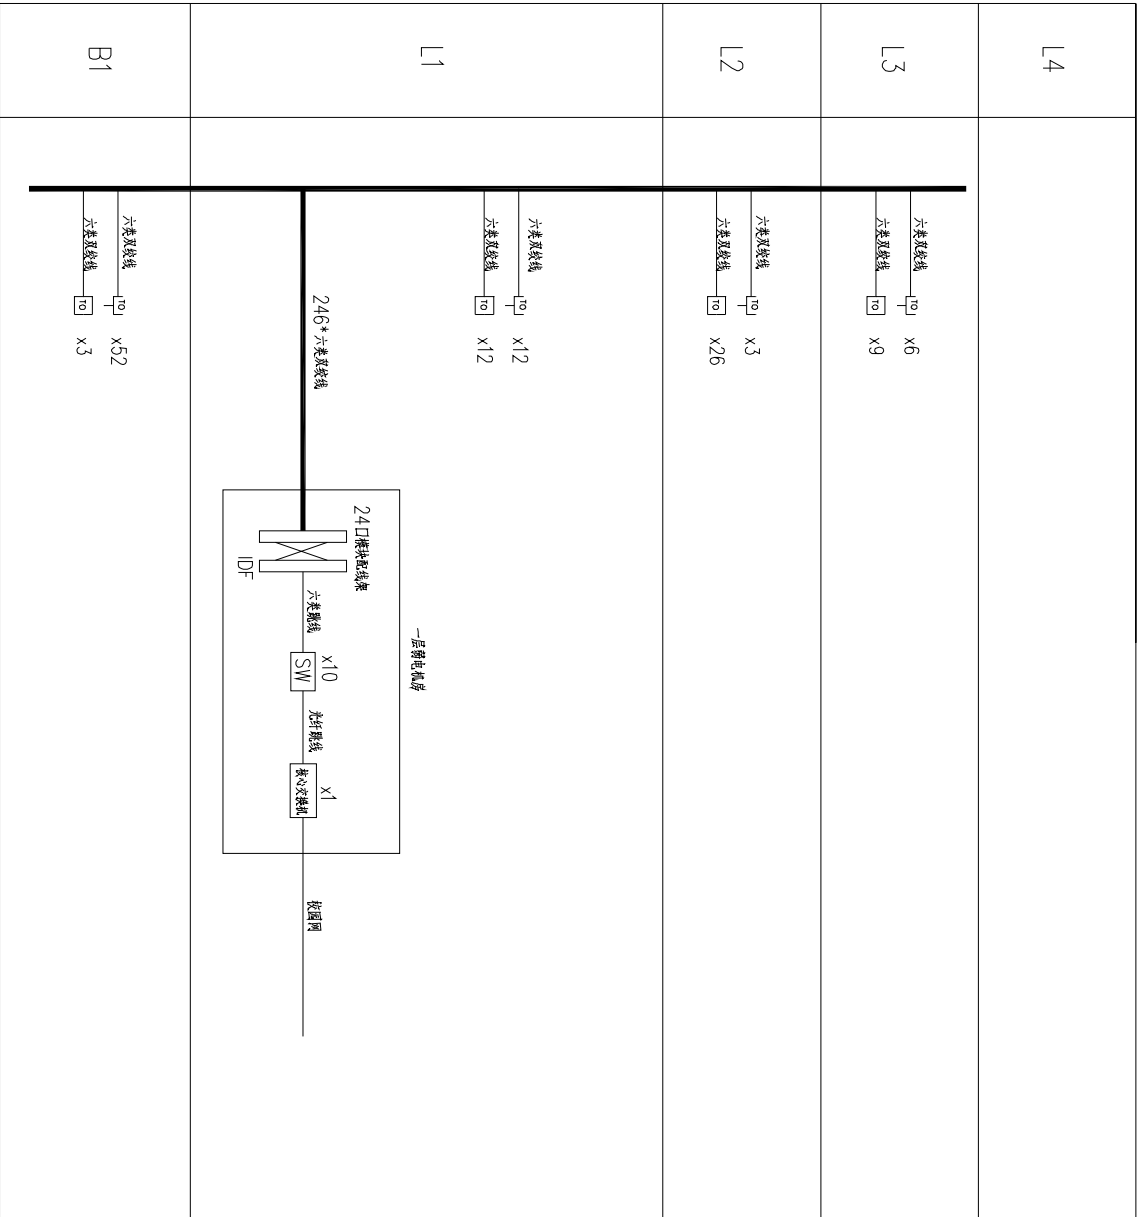 L4
L3
L2
L1
B1
六类双绞线
TO
x6
六类双绞线
TO
x9
六类双绞线
TO
x3
六类双绞线
TO
x26
六类双绞线
TO
x12
六类双绞线
TO
x12
246*六类双绞线
24口模块配线架
IDF
六类跳线
x10
SW
光纤跳线
x1
核心交换机
一层弱电机房
校园网
六类双绞线
TO
x52
六类双绞线
TO
x3